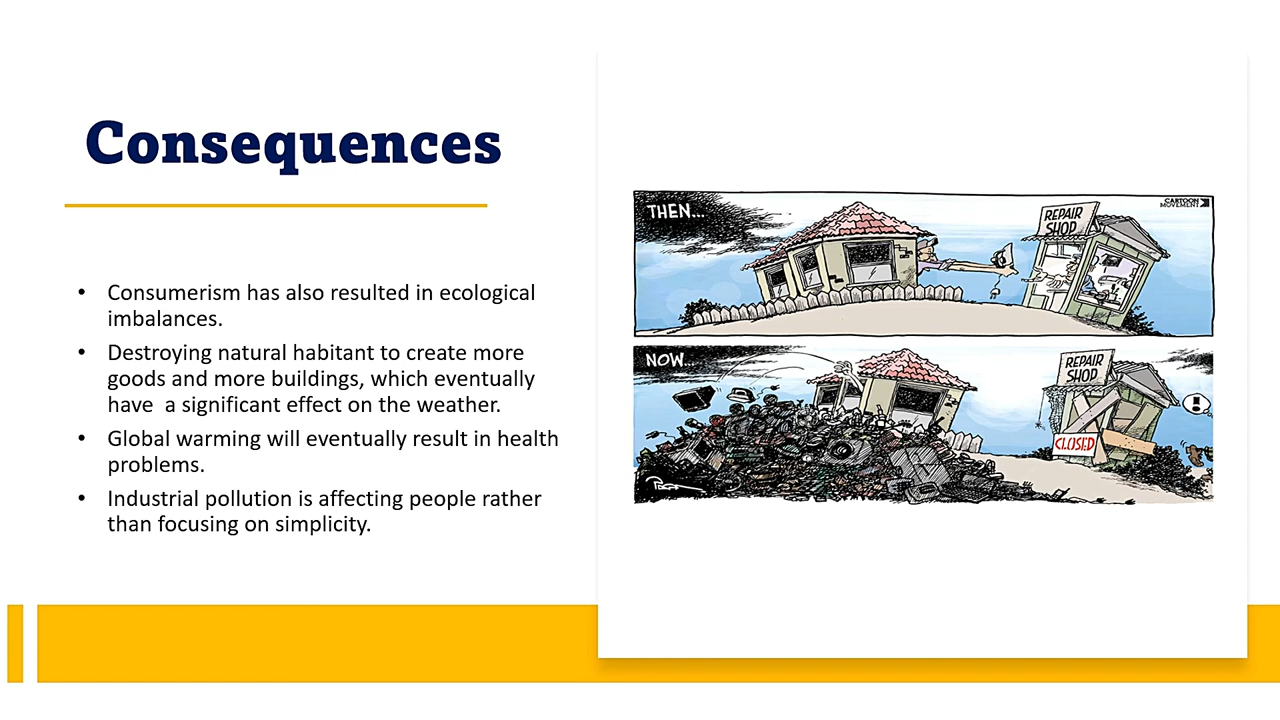 Consequences
• Consumerism has also resulted in ecological
imbalances.
• Destroying natural habitant to create more
goods and more buildings, which eventually
have  a significant effect on the weather.
• Global warming will eventually result in health
problems.
• Industrial pollution is affecting people rather
than focusing on simplicity.
THEN...
CARTOON
MOVEMENT
REPAIR
SHOP
NOW
REPAIR
SHOP
CLOSED
!